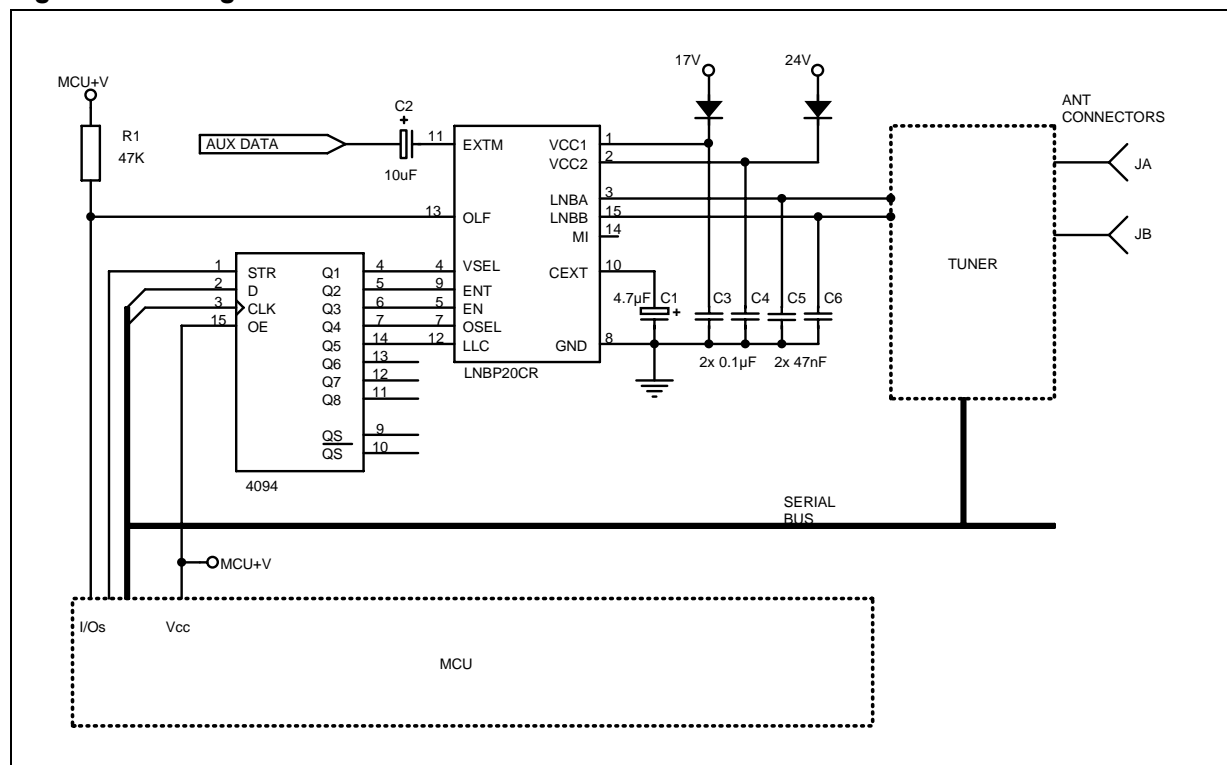 17V
24V
MCU+V
ANT
CONNECTORS
R1
47K
C2
+
10uF
AUX DATA
11
EXTM
VCC1
1
VCC2
2
LNBA
3
LNBB
15
MI
14
13
OLF
JA
JB
TUNER
1
STR
Q1
4
4
VSEL
CEXT
10
2
D
Q2
5
9
ENT
4.7µF
C1
+
C3
C4
C5
C6
3
CLK
Q3
6
5
EN
15
OE
Q4
7
7
OSEL
Q5
14
12
LLC
GND
8
2x 0.1µF
2x 47nF
Q6
13
LNBP20CR
Q7
12
Q8
11
QS
9
QS
10
4094
SERIAL
BUS
MCU+V
I/Os
Vcc
MCU